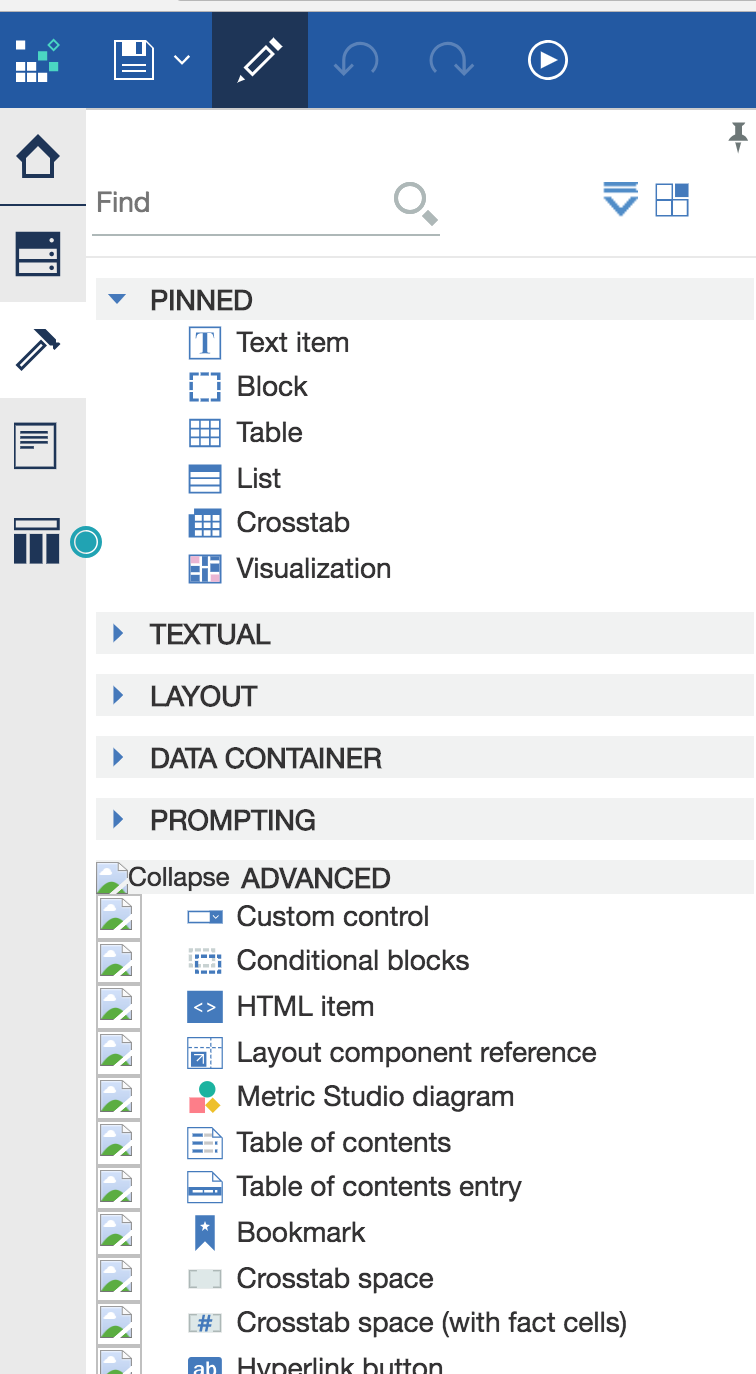 Find
PINNED
Text item
Block
Table
List
Crosstab
Visualization
TEXTUAL
LAYOUT
DATA CONTAINER
PROMPTING
Collapse ADVANCED
Custom control
Conditional blocks
<> HTML item
Layout component reference
Metric Studio diagram
Table of contents
Table of contents entry
Bookmark
Crosstab space
# Crosstab space (with fact cells)
ab Hyperlink button